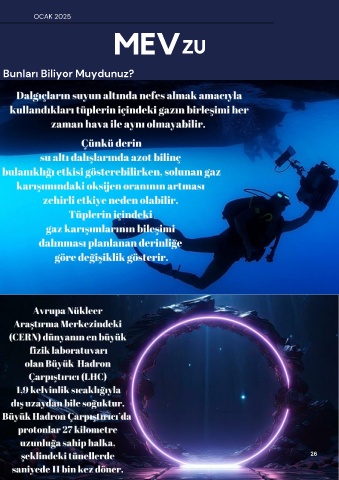 OCAK 2025
MEVZU
Bunları Biliyor Muydunuz?
Dalgıçların suyun altında nefes almak amacıyla
kullandıkları tüplerin içindeki gazın birleşimi her
zaman hava ile aynı olmayabilir.
Çünkü derin
su altı dalışlarında azot bilinç
bulanıklığı etkisi gösterebilirken, solunan gaz
karışımındaki oksijen oranının artması
zehirli etkiye neden olabilir.
Tüplerin içindeki
gaz karışımlarının bileşimi
dalınması planlanan derinliğe
göre değişiklik gösterir.
Avrupa Nükleer
Araştırma Merkezindeki
(CERN) dünyanın en büyük
fizik laboratuvarı
olan Büyük Hadron
Çarpıştırıcı (LHC)
1.9 kelvinlik sıcaklığıyla
dış uzaydan bile soğuktur.
Büyük Hadron Çarpıştırıcı'da
protonlar 27 kilometre
uzunluğa sahip halka.
şeklindeki tünellerde
saniyede 11 bin kez döner.
26